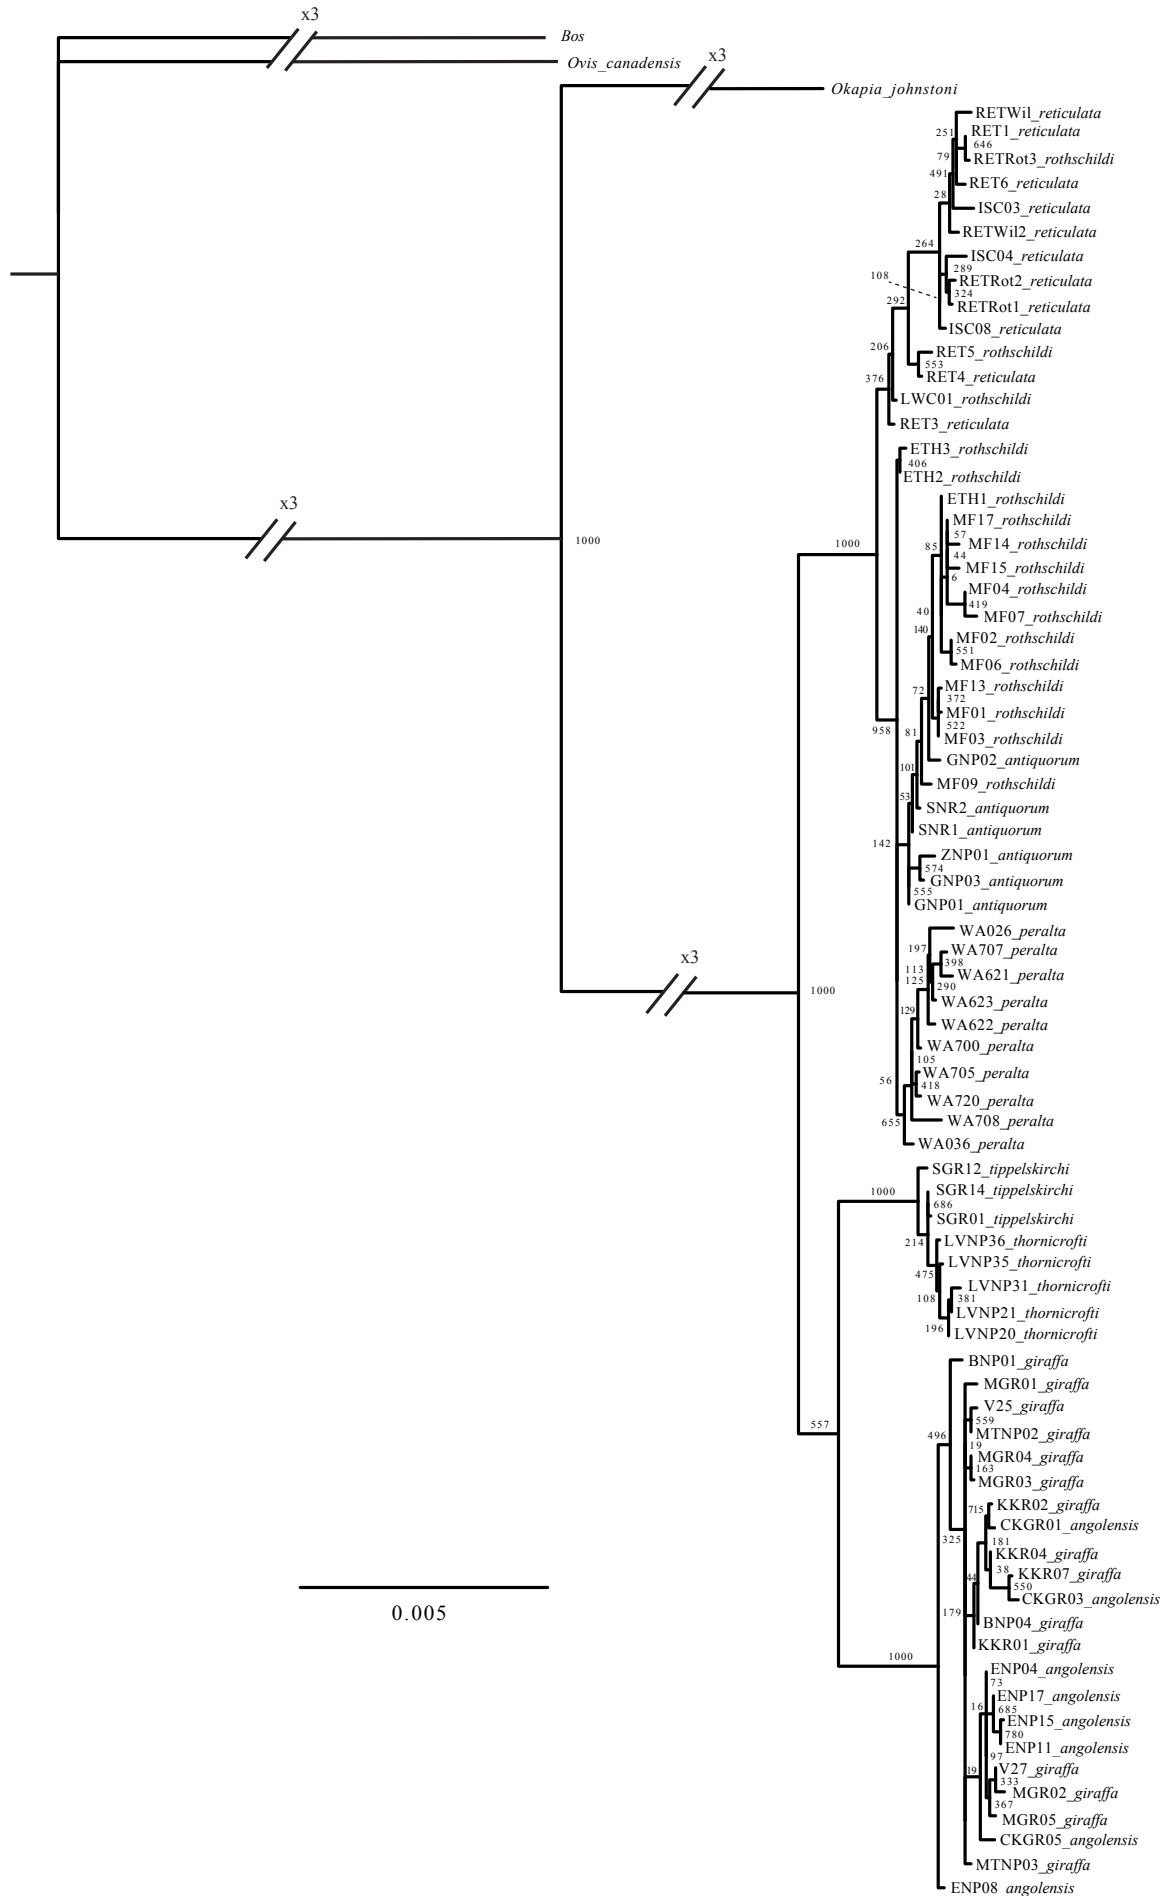 x3
Bos
Ovis_canadensis
x3
Okapia_johnstoni
RETWil_reticulata
251
RET1_reticulata
646
79
RETRot3_rothschildi
491
RET6_reticulata
28
ISC03_reticulata
RETWil2_reticulata
264
ISC04_reticulata
289
108
RETRot2_reticulata
324
292
RETRot1_reticulata
ISC08_reticulata
206
RET5_rothschildi
553
376
RET4_reticulata
LWC01_rothschildi
RET3_reticulata
ETH3_rothschildi
406
ETH2_rothschildi
x3
ETH1_rothschildi
MF17_rothschildi
57
1000
1000
85
MF14_rothschildi
44
MF15_rothschildi
6
MF04_rothschildi
419
40
MF07_rothschildi
140
MF02_rothschildi
551
MF06_rothschildi
72
MF13_rothschildi
372
MF01_rothschildi
522
958
81
MF03_rothschildi
GNP02_antiquorum
101
MF09_rothschildi
53
SNR2_antiquorum
SNR1_antiquorum
142
ZNP01_antiquorum
574
GNP03_antiquorum
555
GNP01_antiquorum
WA026_peralta
197
WA707_peralta
x3
398
113
WA621_peralta
125
290
1000
WA623_peralta
129
WA622_peralta
WA700_peralta
105
WA705_peralta
56
418
WA720_peralta
655
WA708_peralta
WA036_peralta
SGR12_tippelskirchi
1000
SGR14_tippelskirchi
686
SGR01_tippelskirchi
214
LVNP36_thornicrofti
475
LVNP35_thornicrofti
LVNP31_thornicrofti
108
381
LVNP21_thornicrofti
196
LVNP20_thornicrofti
BNP01_giraffa
MGR01_giraffa
V25_giraffa
557
559
496
MTNP02_giraffa
19
MGR04_giraffa
163
MGR03_giraffa
KKR02_giraffa
715
CKGR01_angolensis
325
181
KKR04_giraffa
38
KKR07_giraffa
44
550
0.005
CKGR03_angolensis
179
BNP04_giraffa
KKR01_giraffa
1000
ENP04_angolensis
73
ENP17_angolensis
16
685
ENP15_angolensis
780
ENP11_angolensis
97
19
V27_giraffa
333
MGR02_giraffa
367
MGR05_giraffa
CKGR05_angolensis
MTNP03_giraffa
ENP08_angolensis